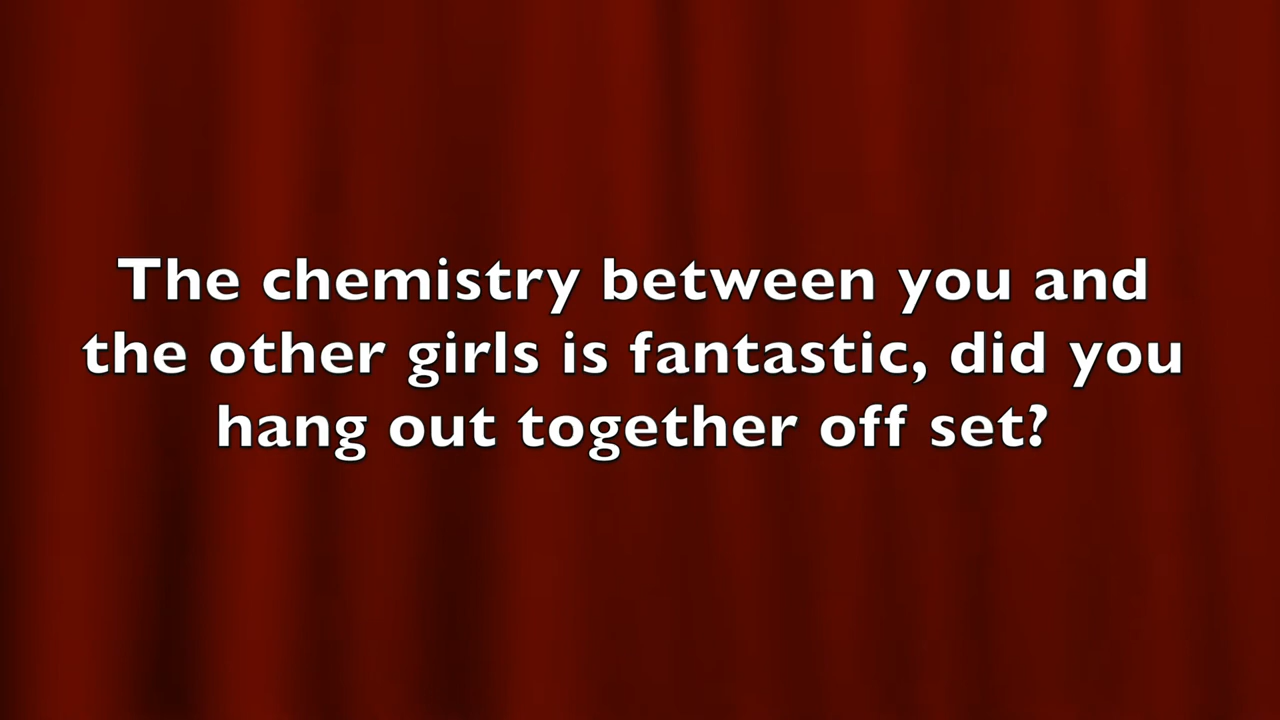 The chemistry between you and
the other girls is fantastic, did you
hang out together off set?